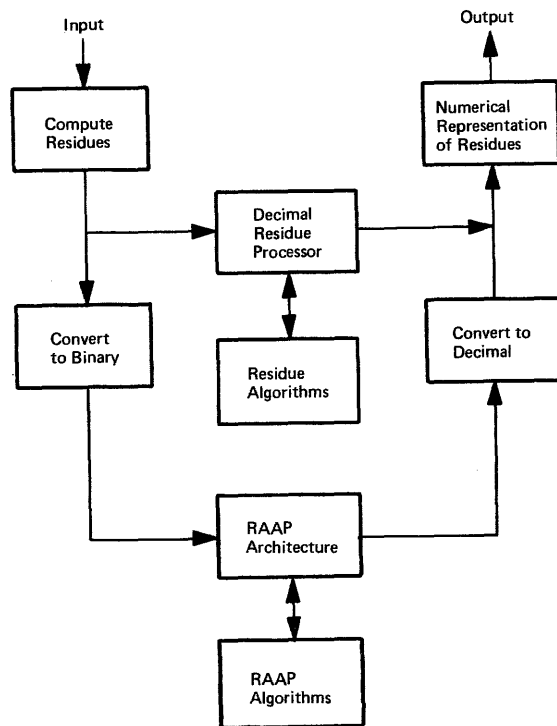 Input
Output
Compute
Residues
Numerical
Representation
of Residues
Decimal
Residue
Processor
Convert
to Binary
Residue
Algorithms
Convert to
Decimal
RAAP
Architecture
RAAP
Algorithms